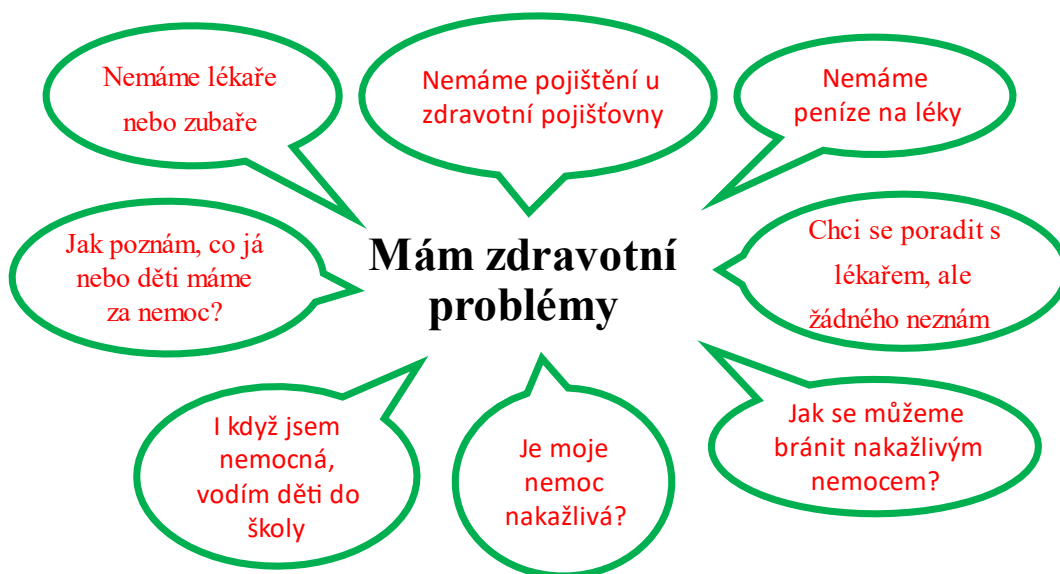 Nemáme lékaře
nebo zubaře
Nemáme pojištění u
zdravotní pojišťovny
Nemáme
peníze na léky
Jak poznám, co já
nebo děti máme
za nemoc?
Mám zdravotní
problémy
Chci se poradit s
lékařem, ale
žádného neznám
I když jsem
nemocná,
vodím děti do
školy
Je moje
nemoc
nakažlivá?
Jak se můžeme
bránit nakažlivým
nemocem?